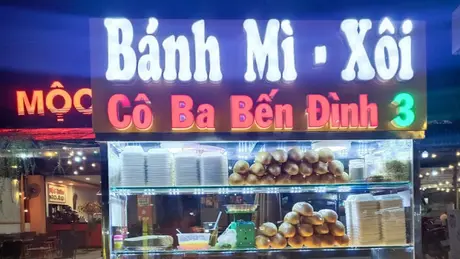 Bánh Mì - Xôi
MỘC
Cô Ba Bến Đình 3